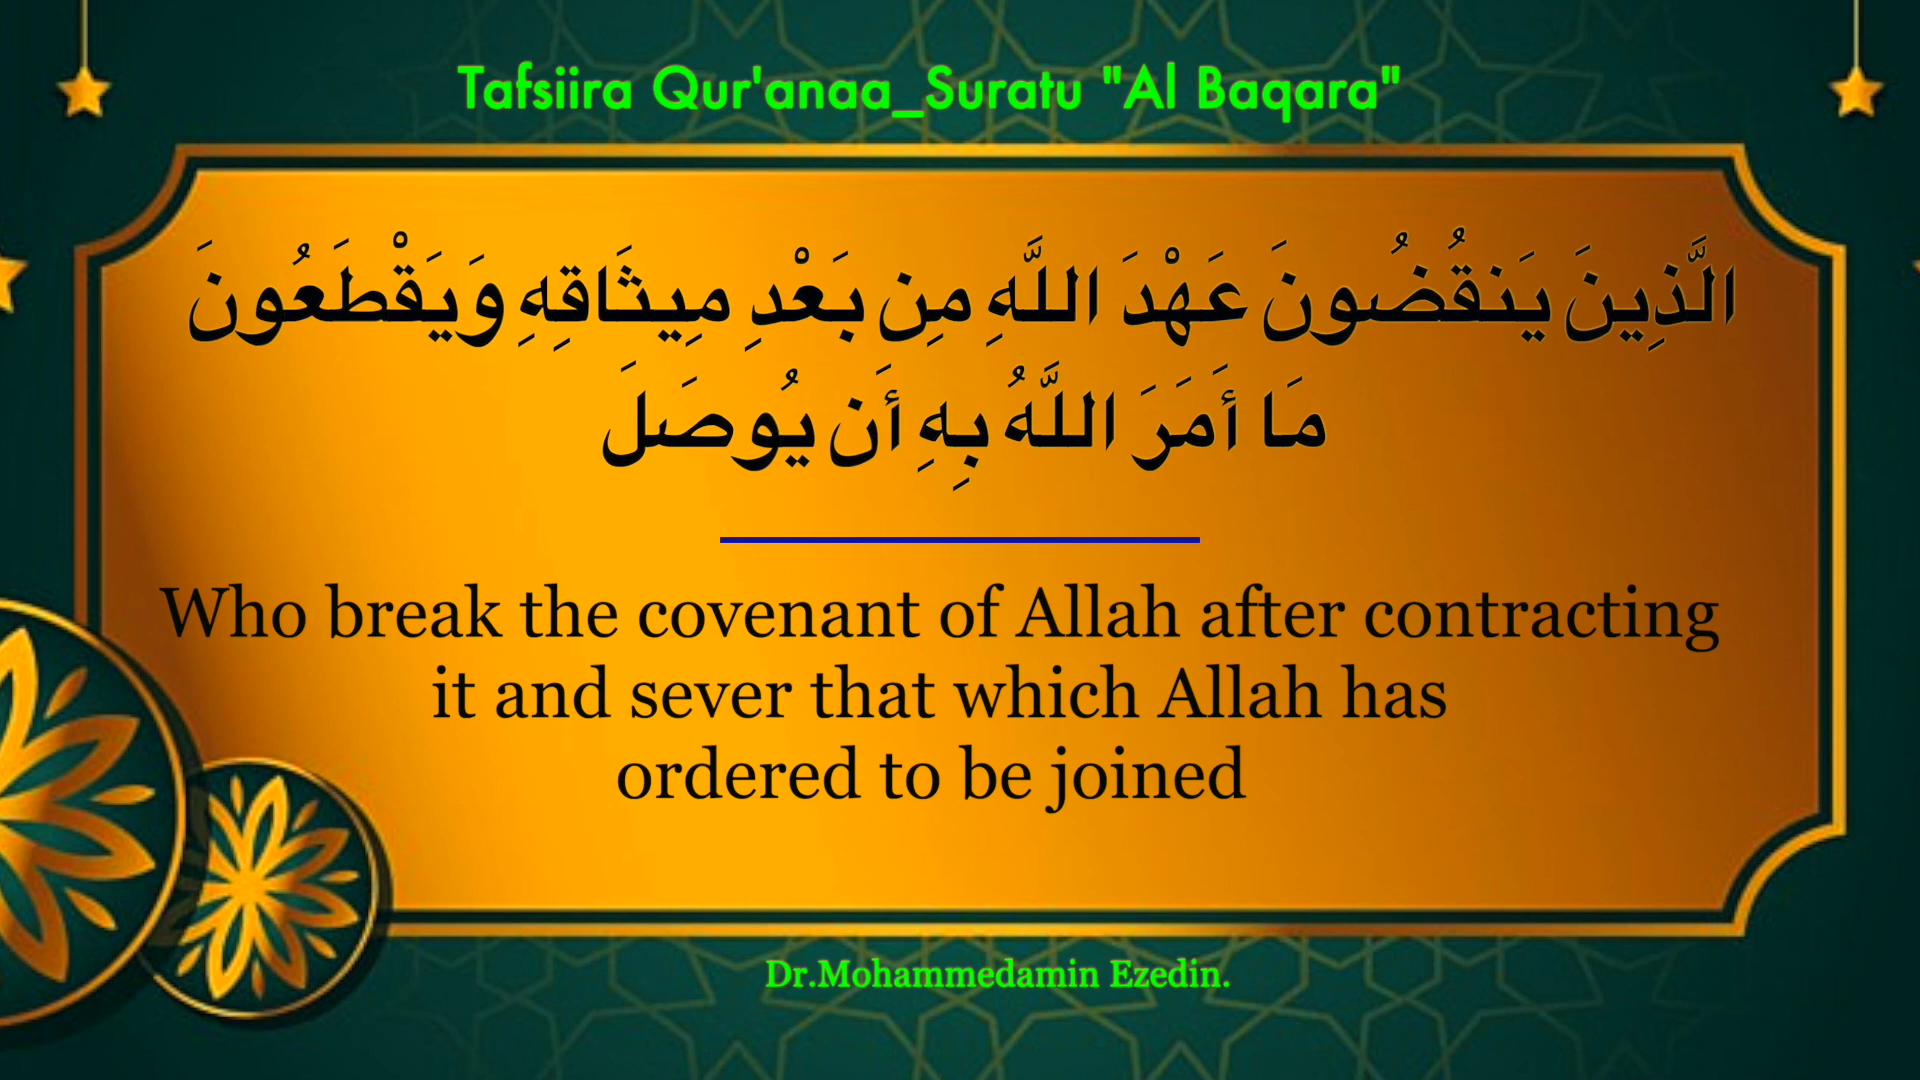 Tafsiira Qur'anaa_Suratu "Al Baqara"
الَّذِينَ يَنقُضُونَ عَهْدَ اللَّهِ مِن بَعْدِ مِيثَاقِهِ وَيَقْطَعُونَ
مَا أَمَرَ اللَّهُ بِهِ أَن يُوصَلَ
Who break the covenant of Allah after contracting
it and sever that which Allah has
ordered to be joined
Dr.Mohammedamin Ezedin.